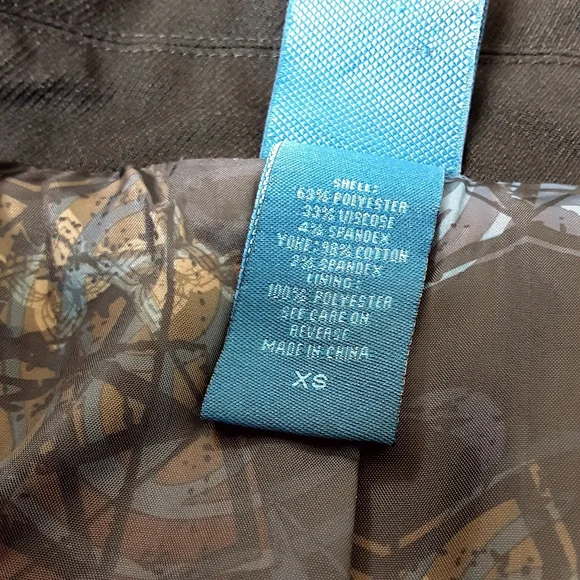 SHELL:
63% POLYESTER
33% VISCOSE
4% SPANDEX
YOKE: 98% COTTON
2% SPANDEX
LINING:
100% POLYESTER
SEE CARE ON
REVERSE
MADE IN CHINA
XS